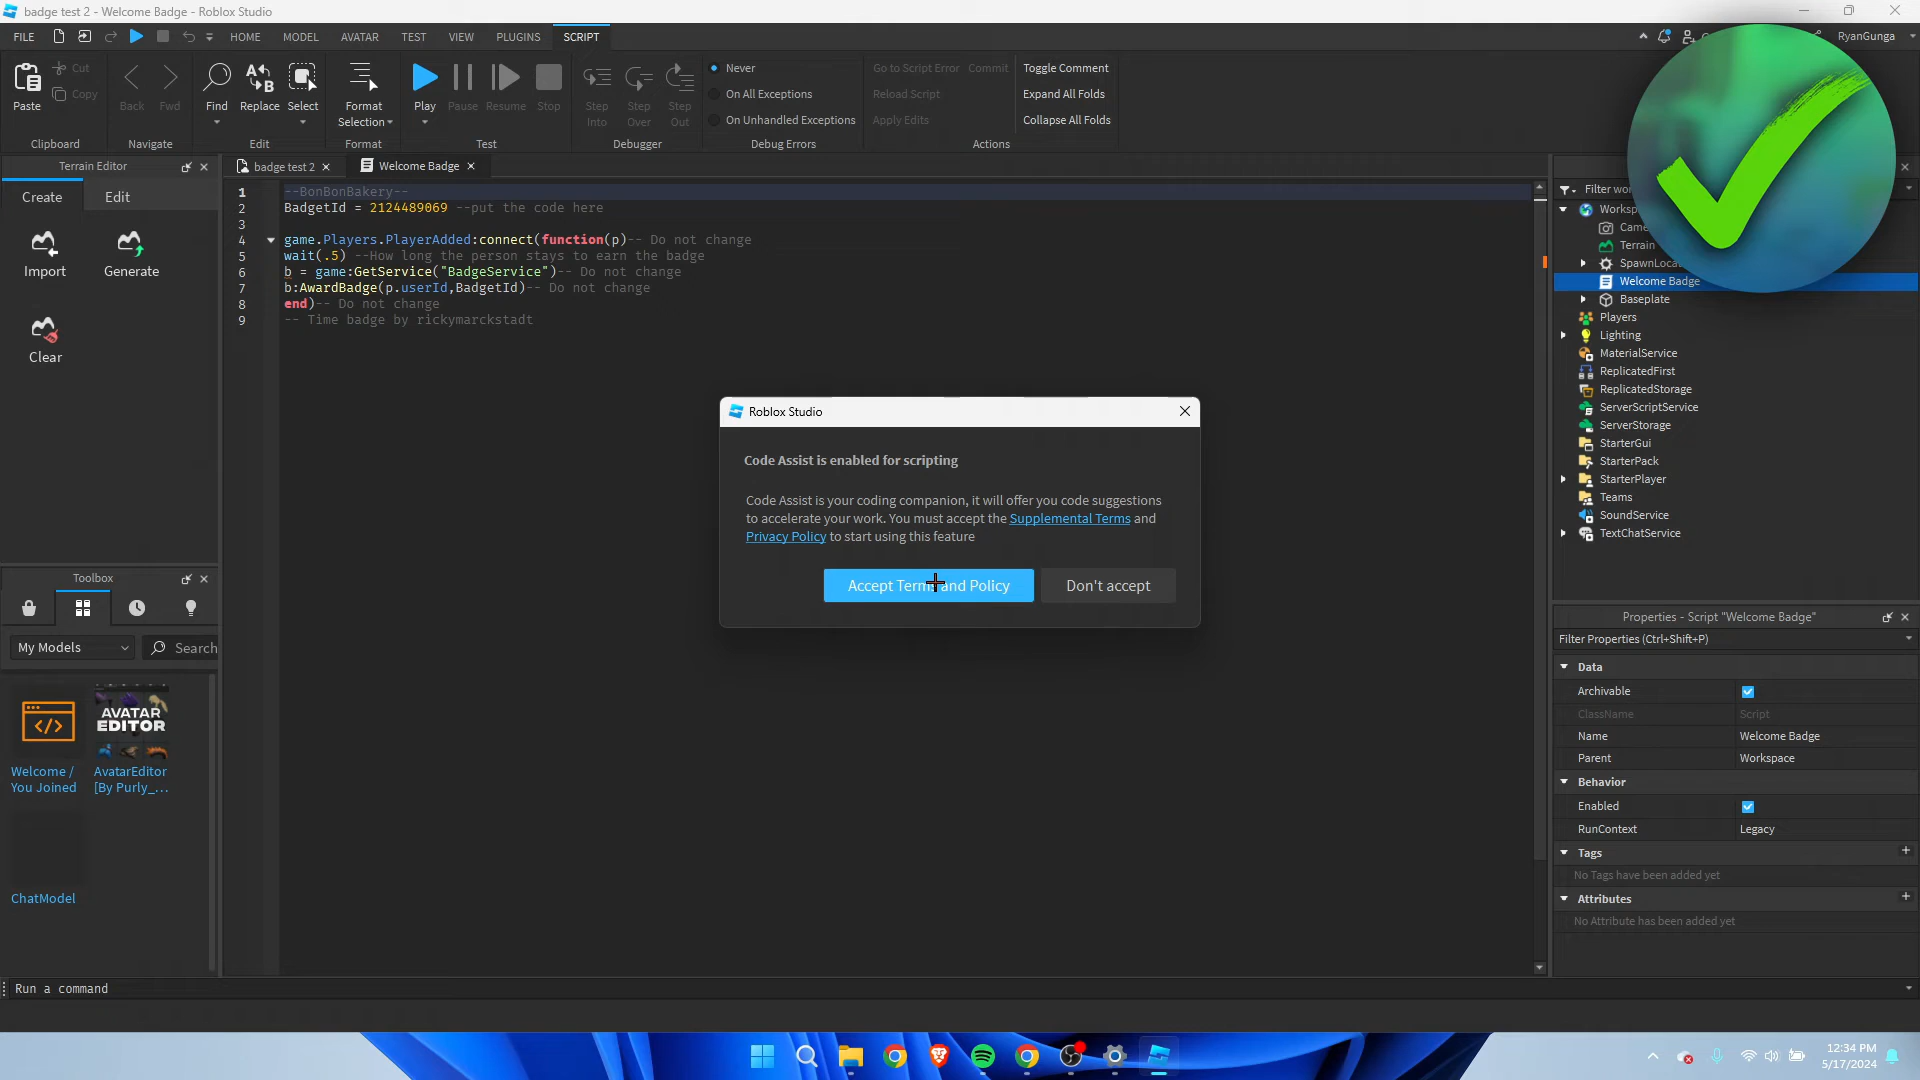 badge test 2 - Welcome Badge - Roblox Studio
FILE HOME MODEL AVATAR TEST VIEW PLUGINS SCRIPT RyanGunga
Paste Cut Copy
Clipboard
Back Fwd
Navigate
Find Replace Select
Edit
Format Selection
Format
Play Pause Resume Stop
Test
Step Into Step Over Step Out
Debugger
Never
On All Exceptions
On Unhandled Exceptions
Debug Errors
Go to Script Error Commit Toggle Comment
Reload Script Expand All Folds
Apply Edits Collapse All Folds
Actions
Terrain Editor
Create Edit
Import Generate
Clear
badge test 2 Welcome Badge
1 --BonBonBakery--
2 BadgetId = 2124489069 --put the code here
3
4 game.Players.PlayerAdded:connect(function(p)-- Do not change
5 wait(.5) --How long the person stays to earn the badge
6 b = game:GetService("BadgeService")-- Do not change
7 b:AwardBadge(p.userId,BadgetId)-- Do not change
8 end)-- Do not change
9 -- Time badge by rickymarckstadt
Roblox Studio
Code Assist is enabled for scripting
Code Assist is your coding companion, it will offer you code suggestions
to accelerate your work. You must accept the Supplemental Terms and
Privacy Policy to start using this feature
Accept Terms and Policy Don't accept
Toolbox
My Models Search
Welcome / You Joined
AVATAR EDITOR
AvatarEditor [By Purly_...
ChatModel
Filter
Terrain
Welcome Badge
Baseplate
Players
Lighting
MaterialService
ReplicatedFirst
ReplicatedStorage
ServerScriptService
ServerStorage
StarterGui
StarterPack
StarterPlayer
Teams
SoundService
TextChatService
Properties - Script "Welcome Badge"
Filter Properties (Ctrl+Shift+P)
Data
Archivable
ClassName Script
Name Welcome Badge
Parent Workspace
Behavior
Enabled
RunContext Legacy
Tags
No Tags have been added yet
Attributes
No Attribute has been added yet
Run a command
12:34 PM
5/17/2024